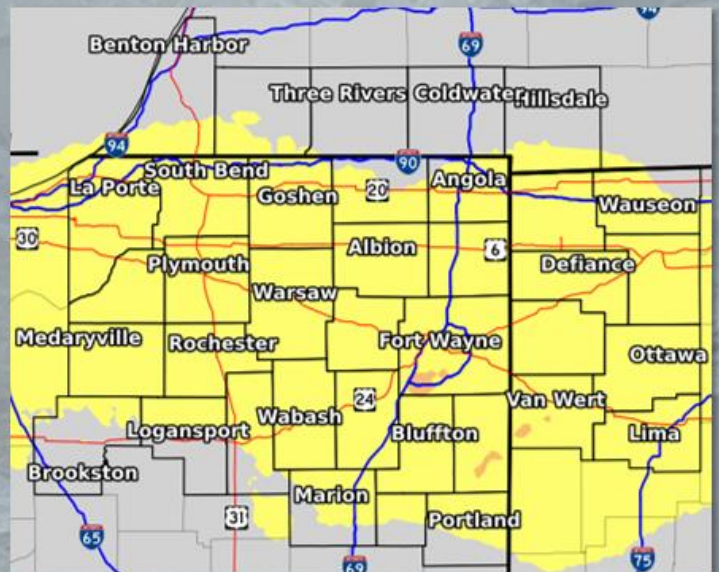 94
69
Benton Harbor
Three Rivers
Coldwater
Hillsdale
94
90
South Bend
La Porte
Goshen
20
Angola
Wauseon
30
Albion
6
Plymouth
Defiance
Warsaw
Medaryville
Rochester
Fort Wayne
Ottawa
24
Van Wert
Wabash
Logansport
Bluffton
Lima
Brookston
Marion
31
Portland
65
69
75